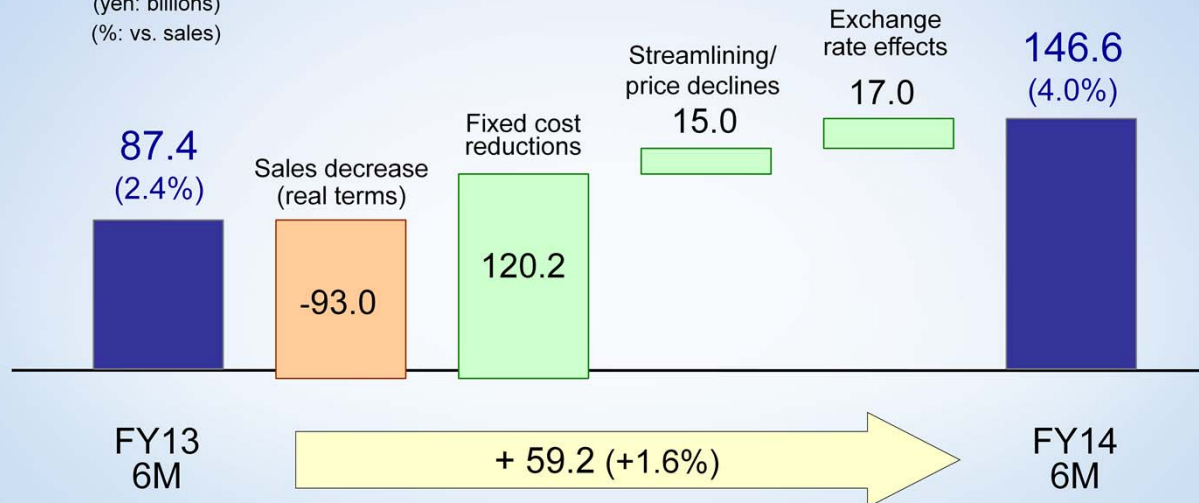 (yen: billions)
(%: vs. sales)
87.4
(2.4%)
Sales decrease
(real terms)
-93.0
Fixed cost
reductions
120.2
Streamlining/
price declines
15.0
Exchange
rate effects
17.0
146.6
(4.0%)
FY13
6M
+ 59.2 (+1.6%)
FY14
6M